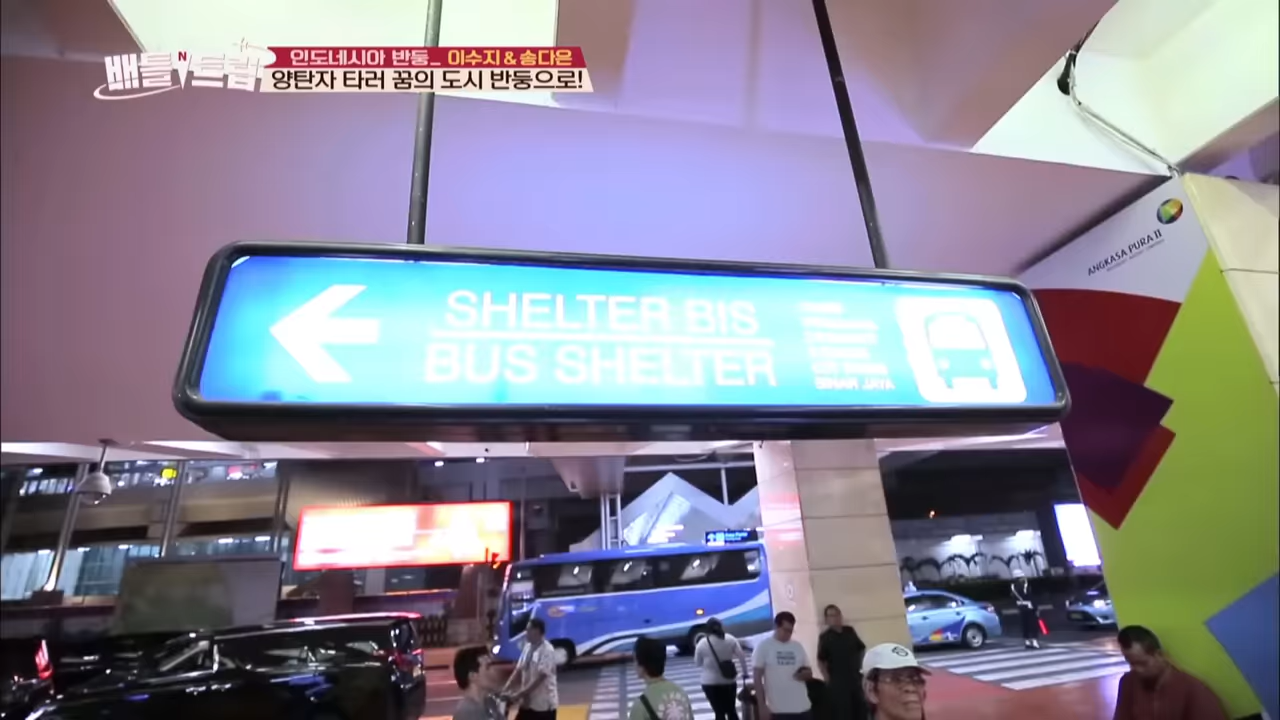 배틀트립
인도네시아 반둥_ 이수지 & 송다은
양탄자 타러 꿈의 도시 반둥으로!
ANGKASA PURA II
SHELTER BIS
BUS SHELTER
SINAR JAYA